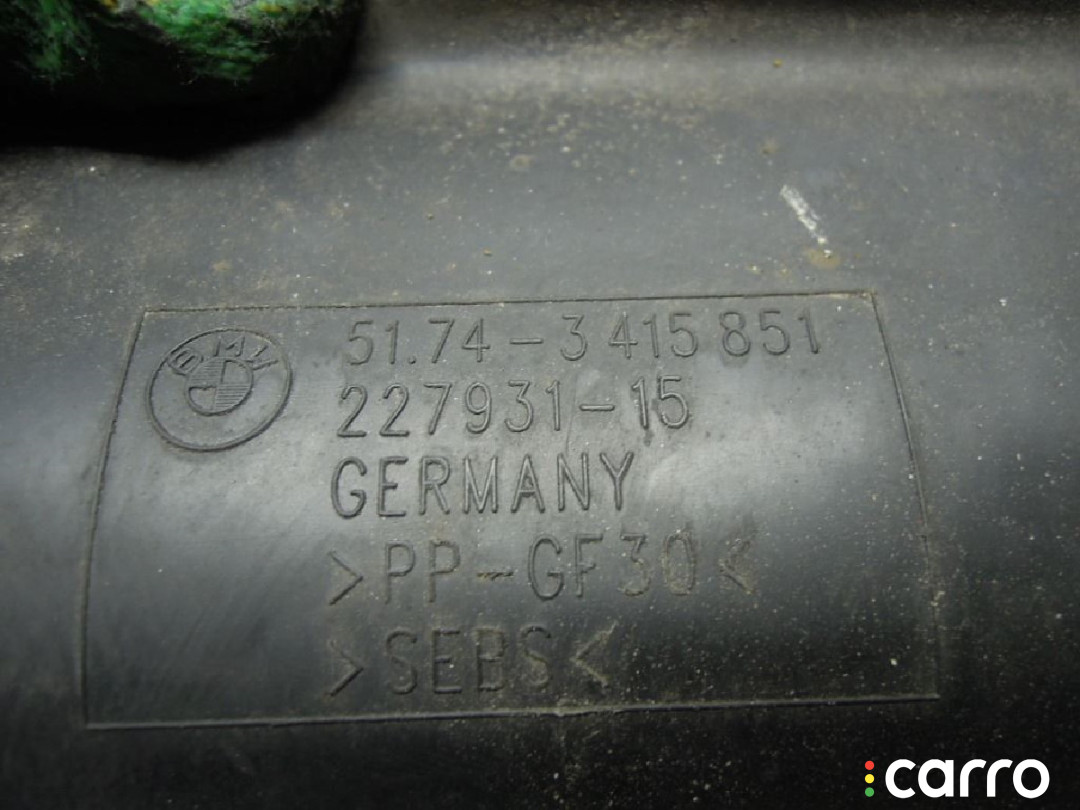 BMW
51.74-3 415 851
227931-15
GERMANY
>PP-GF30<
>SEBS<
carro